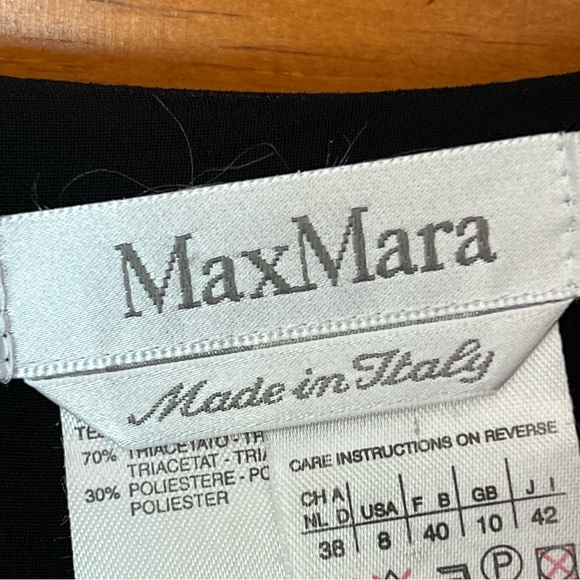 MaxMara
Made in Italy
70% TRIACETATO - TR
TRIACETAT - TRI
30% POLIESTERE - PO
POLIESTER
CARE INSTRUCTIONS ON REVERSE
CH A
NL D USA F B GB J I
38 8 40 10 42
P